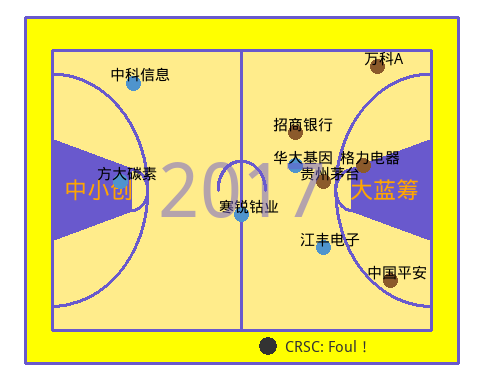 万科A
中科信息
招商银行
华大基因
格力电器
方大碳素
贵州茅台
中小创
2017
大蓝筹
寒锐钴业
江丰电子
中国平安
CRSC: Foul！